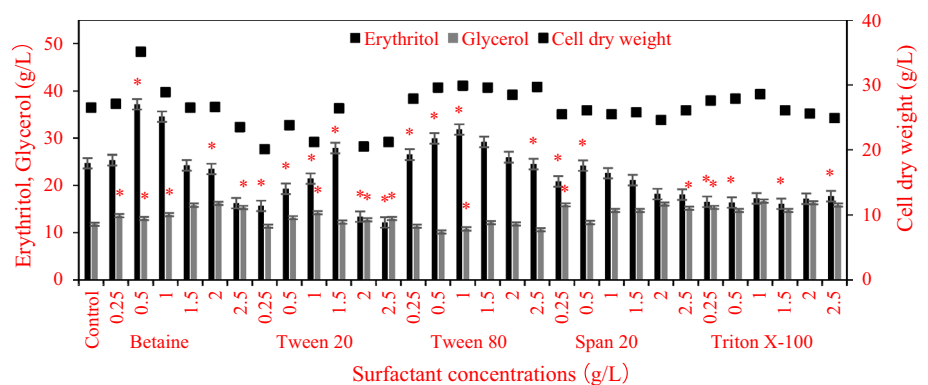 Erythritol Glycerol Cell dry weight
Erythritol, Glycerol (g/L)
50
40
30
20
10
0
Cell dry weight (g/L)
40
30
20
10
0
Control 0.25 0.5 1 1.5 2 2.5 0.25 0.5 1 1.5 2 2.5 0.25 0.5 1 1.5 2 2.5 0.25 0.5 1 1.5 2 2.5 0.25 0.5 1 1.5 2 2.5
Betaine Tween 20 Tween 80 Span 20 Triton X-100
Surfactant concentrations (g/L)